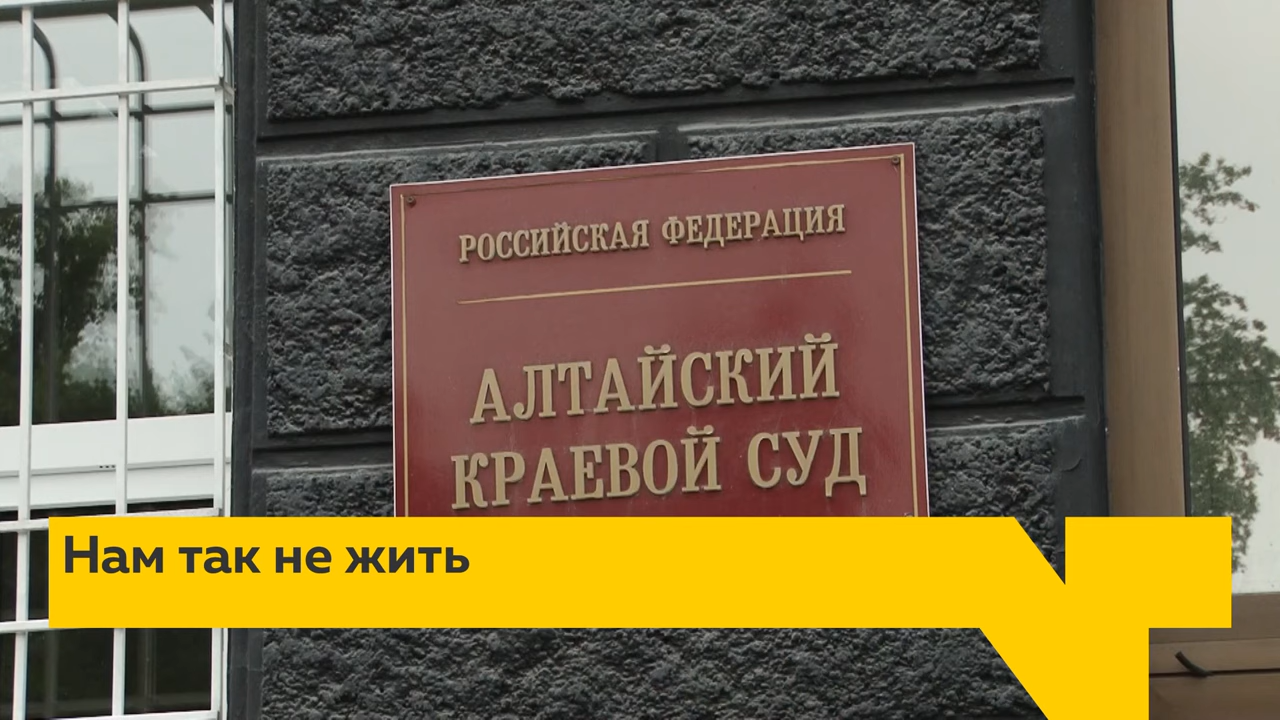 РОССИЙСКАЯ ФЕДЕРАЦИЯ
АЛТАЙСКИЙ
КРАЕВОЙ СУД
Нам так не жить